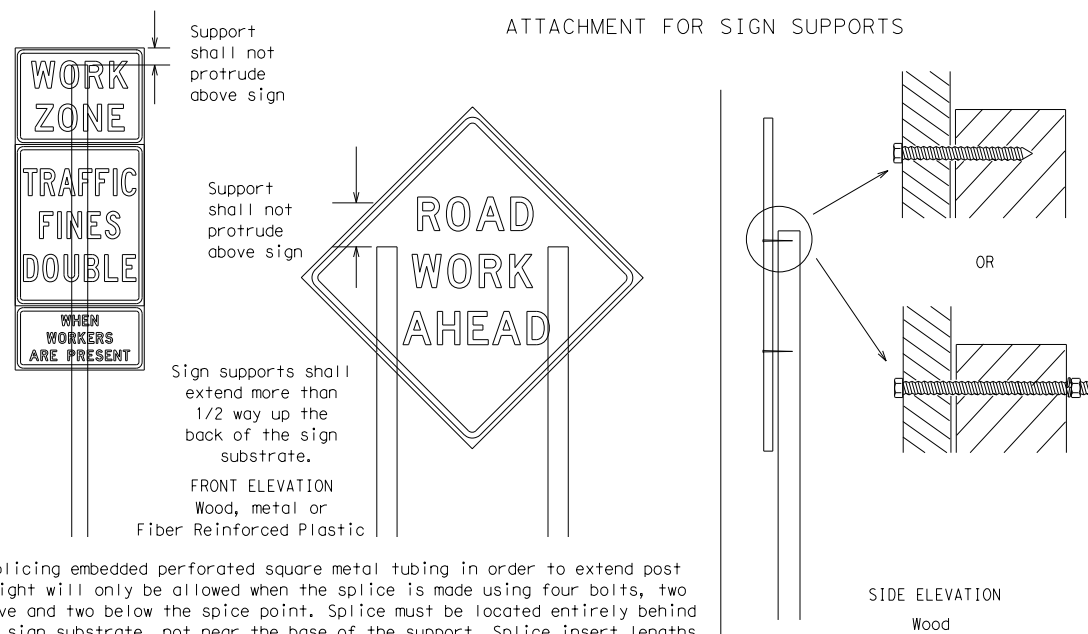 ATTACHMENT FOR SIGN SUPPORTS
Support
shall not
protrude
above sign
WORK
ZONE
TRAFFIC
FINES
DOUBLE
WHEN
WORKERS
ARE PRESENT
Support
shall not
protrude
above sign
ROAD
WORK
AHEAD
Sign supports shall
extend more than
1/2 way up the
back of the sign
substrate.
FRONT ELEVATION
Wood, metal or
Fiber Reinforced Plastic
OR
SIDE ELEVATION
Wood
plicing embedded perforated square metal tubing in order to extend post
ight will only be allowed when the splice is made using four bolts, two
ve and two below the spice point. Splice must be located entirely behind
sign substrate, not near the base of the support. Splice insert lengths